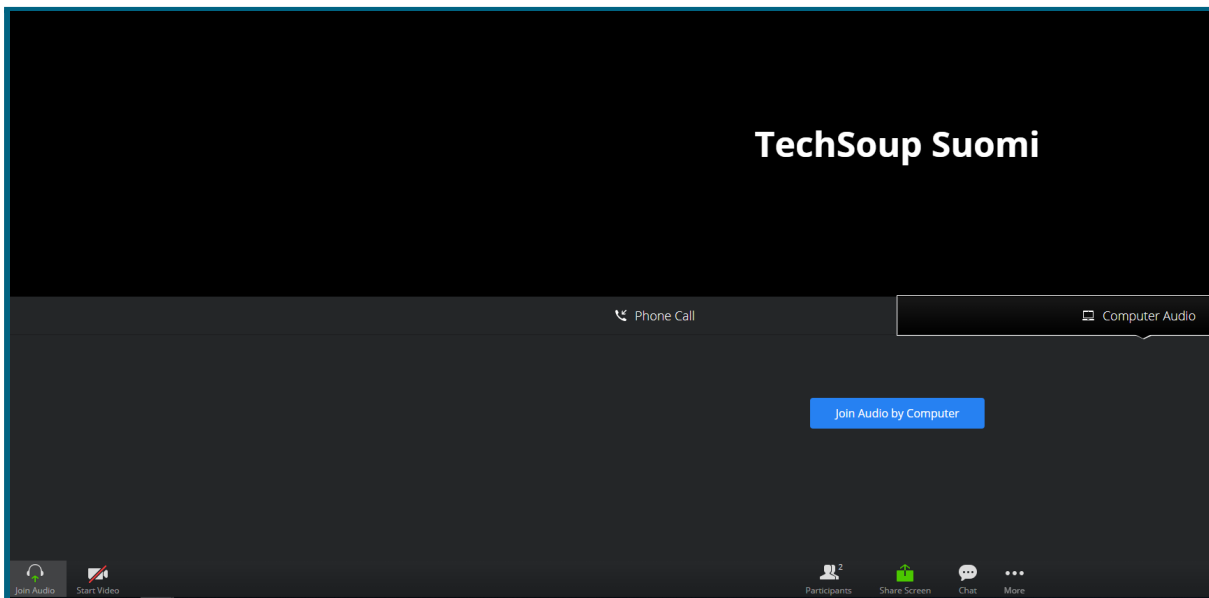 TechSoup Suomi
Phone Call
Computer Audio
Join Audio by Computer
2
Join Audio
Start Video
Participants
Share Screen
Chat
More